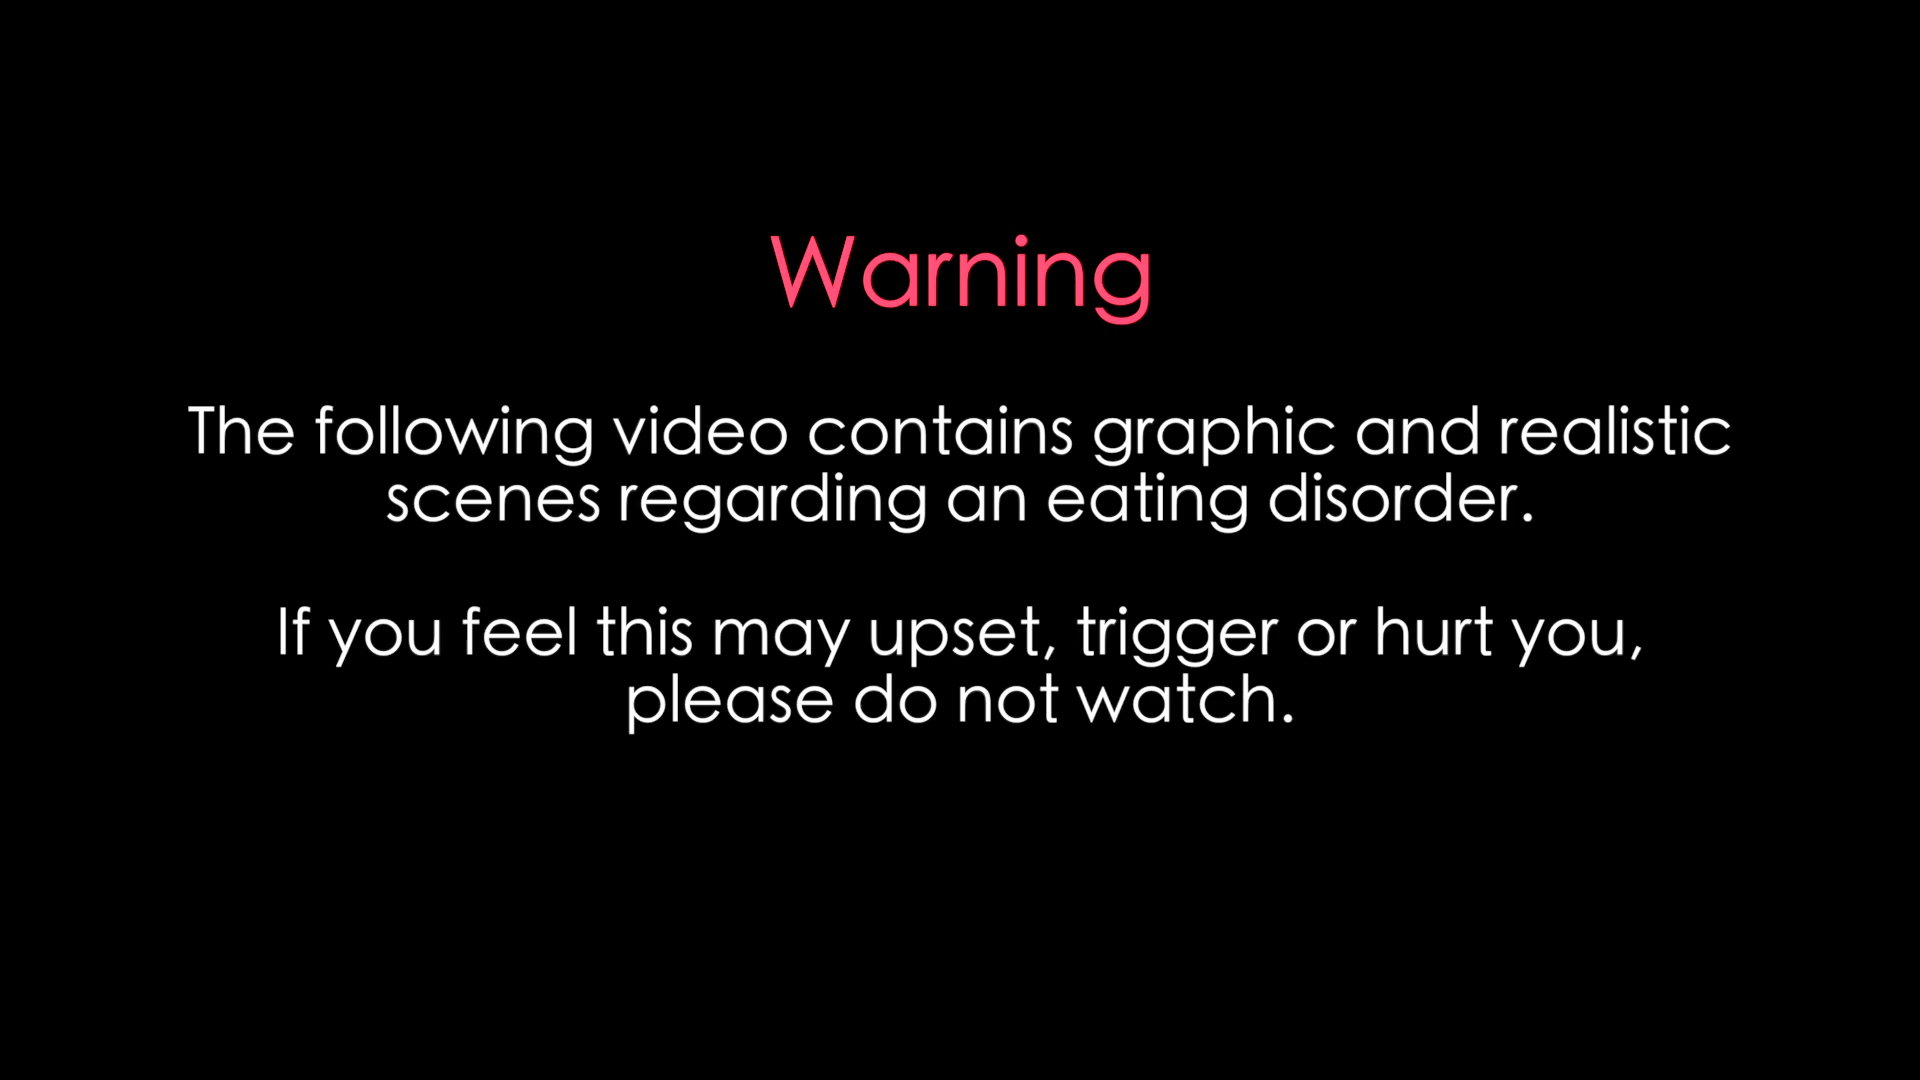 Warning
The following video contains graphic and realistic
scenes regarding an eating disorder.
If you feel this may upset, trigger or hurt you,
please do not watch.